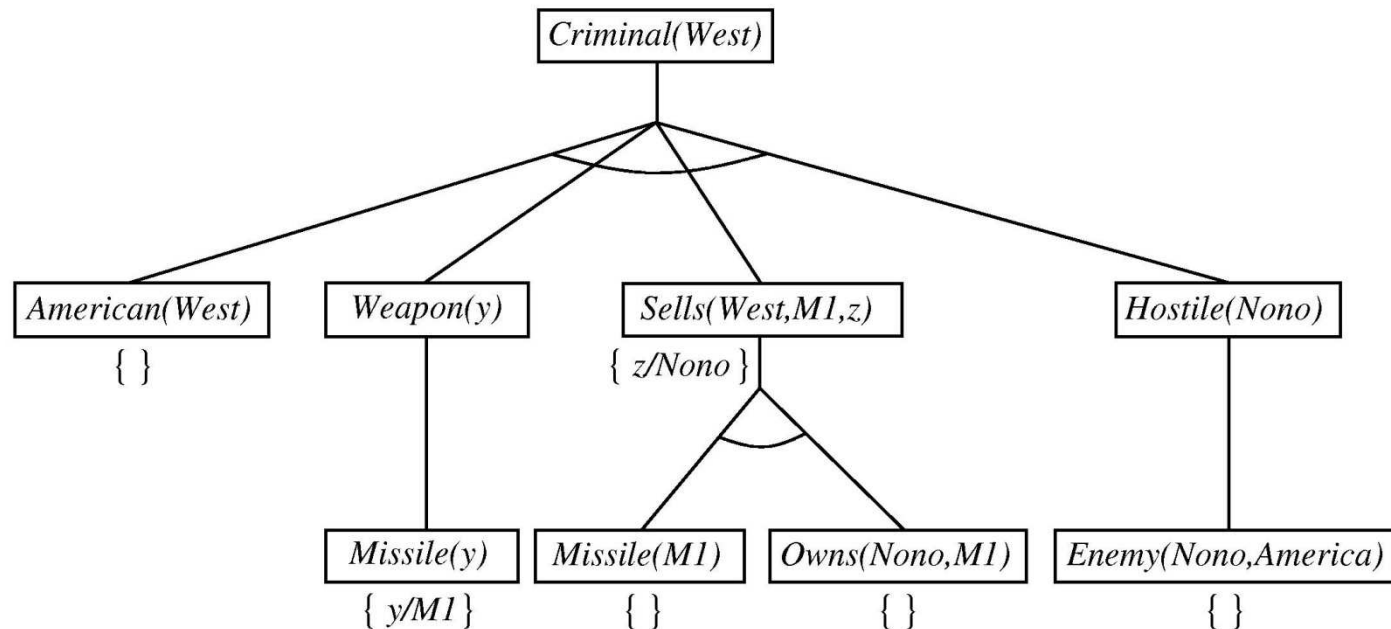 Criminal(West)
American(West) Weapon(y) Sells(West,M1,z) Hostile(Nono)
{ } { z/Nono }
Missile(y) Missile(M1) Owns(Nono,M1) Enemy(Nono,America)
{ y/M1 } { } { } { }